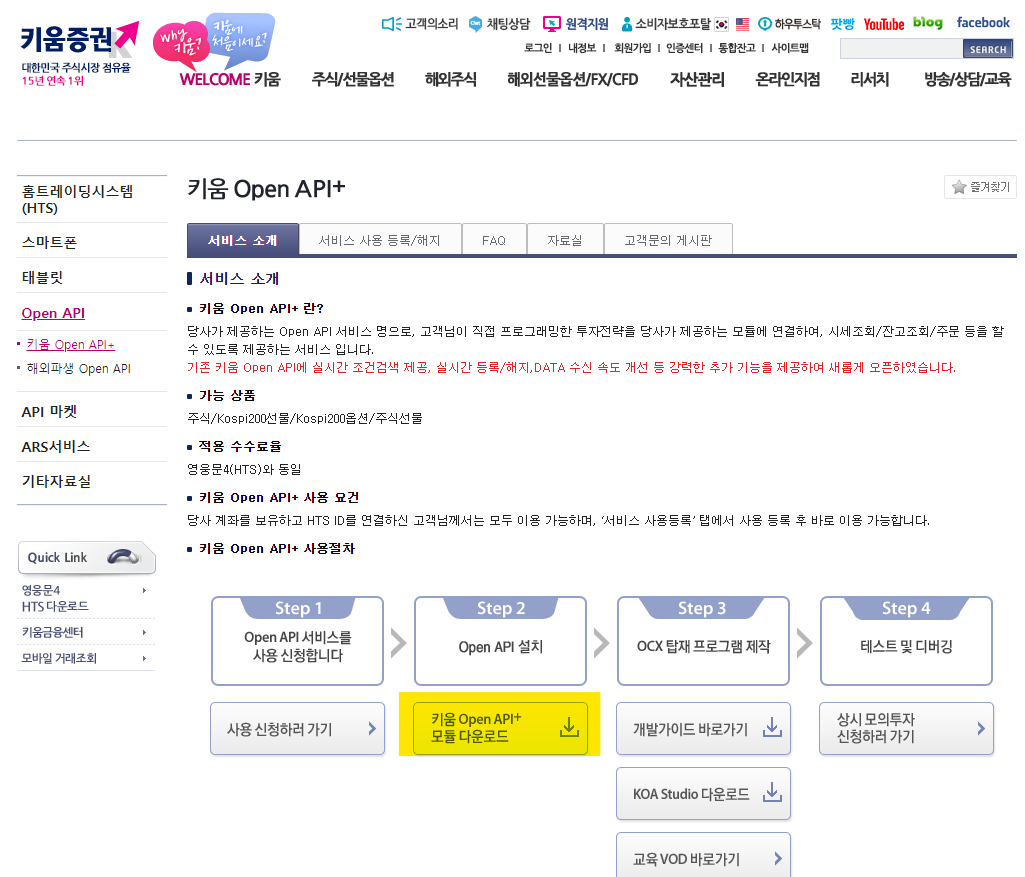 고객의소리 채팅상담 원격지원 소비자보호포탈 하우투스탁 팟빵 YouTube blog facebook
키움증권
why 키움?
키움에 처음이세요?
로그인 | 내정보 | 회원가입 | 인증센터 | 통합잔고 | 사이트맵
SEARCH
대한민국 주식시장 점유율
15년 연속 1위
WELCOME 키움 주식/선물옵션 해외주식 해외선물옵션/FX/CFD 자산관리 온라인지점 리서치 방송/상담/교육
홈트레이딩시스템
(HTS)
스마트폰
태블릿
Open API
키움 Open API+
해외파생 Open API
API 마켓
ARS서비스
기타자료실
Quick Link
영웅문4
HTS 다운로드
키움금융센터
모바일 거래조회
키움 Open API+
즐겨찾기
서비스 소개 서비스 사용 등록/해지 FAQ 자료실 고객문의 게시판
서비스 소개
키움 Open API+ 란?
당사가 제공하는 Open API 서비스 명으로, 고객님이 직접 프로그래밍한 투자전략을 당사가 제공하는 모듈에 연결하여, 시세조회/잔고조회/주문 등을 할
수 있도록 제공하는 서비스 입니다.
기존 키움 Open API에 실시간 조건검색 제공, 실시간 등록/해지,DATA 수신 속도 개선 등 강력한 추가 기능을 제공하여 새롭게 오픈하였습니다.
가능 상품
주식/Kospi200선물/Kospi200옵션/주식선물
적용 수수료율
영웅문4(HTS)와 동일
키움 Open API+ 사용 요건
당사 계좌를 보유하고 HTS ID를 연결하신 고객님께서는 모두 이용 가능하며, ‘서비스 사용등록’ 탭에서 사용 등록 후 바로 이용 가능합니다.
키움 Open API+ 사용절차
Step 1
Open API 서비스를
사용 신청합니다
사용 신청하러 가기
Step 2
Open API 설치
키움 Open API+
모듈 다운로드
Step 3
OCX 탑재 프로그램 제작
개발가이드 바로가기
KOA Studio 다운로드
교육 VOD 바로가기
Step 4
테스트 및 디버깅
상시 모의투자
신청하러 가기